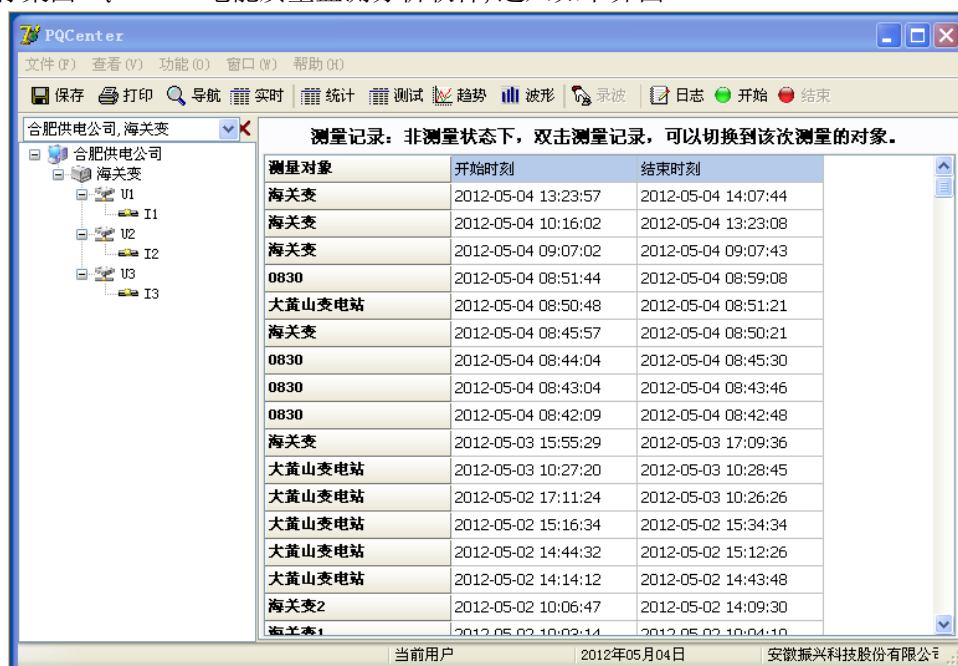 PQCenter
文件(F) 查看(V) 功能(O) 窗口(W) 帮助(H)
保存 打印 导航 实时 统计 测试 趋势 波形 录波 日志 开始 结束
合肥供电公司,海关变
合肥供电公司
海关变
U1
I1
U2
I2
U3
I3
测量记录：非测量状态下，双击测量记录，可以切换到该次测量的对象。
测量对象 开始时刻 结束时刻
海关变 2012-05-04 13:23:57 2012-05-04 14:07:44
海关变 2012-05-04 10:16:02 2012-05-04 13:23:08
海关变 2012-05-04 09:07:02 2012-05-04 09:07:43
0830 2012-05-04 08:51:44 2012-05-04 08:59:08
大黄山变电站 2012-05-04 08:50:48 2012-05-04 08:51:21
海关变 2012-05-04 08:45:57 2012-05-04 08:50:21
0830 2012-05-04 08:44:04 2012-05-04 08:45:30
0830 2012-05-04 08:43:04 2012-05-04 08:43:46
0830 2012-05-04 08:42:09 2012-05-04 08:42:48
海关变 2012-05-03 15:55:29 2012-05-03 17:09:36
大黄山变电站 2012-05-03 10:27:20 2012-05-03 10:28:45
大黄山变电站 2012-05-02 17:11:24 2012-05-03 10:26:26
大黄山变电站 2012-05-02 15:16:34 2012-05-02 15:34:34
大黄山变电站 2012-05-02 14:44:32 2012-05-02 15:12:26
大黄山变电站 2012-05-02 14:14:12 2012-05-02 14:43:48
海关变2 2012-05-02 10:06:47 2012-05-02 14:09:30
海关变1 2012-05-02 10:03:14 2012-05-02 10:04:10
当前用户 2012年05月04日 安徽振兴科技股份有限公